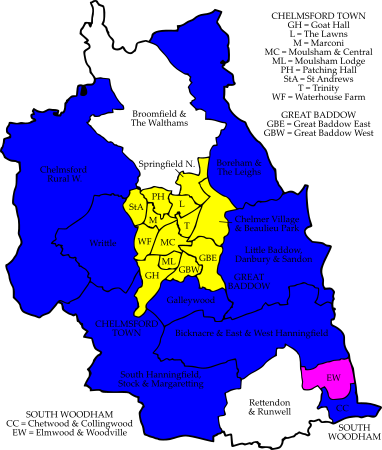 CHELMSFORD TOWN
GH = Goat Hall
L = The Lawns
M = Marconi
MC = Moulsham & Central
ML = Moulsham Lodge
PH = Patching Hall
StA = St Andrews
T = Trinity
WF = Waterhouse Farm
GREAT BADDOW
GBE = Great Baddow East
GBW = Great Baddow West
Broomfield &
The Walthams
Springfield N.
Boreham &
The Leighs
Chelmsford
Rural W
PH
StA
L
M
T
Chelmer Village
& Beaulieu Park
WF
MC
Writtle
Little Baddow,
Danbury & Sandon
ML
GBE
GBW
GH
GREAT
BADDOW
Galleywood
CHELMSFORD
TOWN
Bicknacre & East & West Hanningfield
South Hanningfield,
Stock & Margaretting
EW
Rettendon
& Runwell
CC
SOUTH WOODHAM
CC = Chetwood & Collingwood
EW = Elmwood & Woodville
SOUTH
WOODHAM